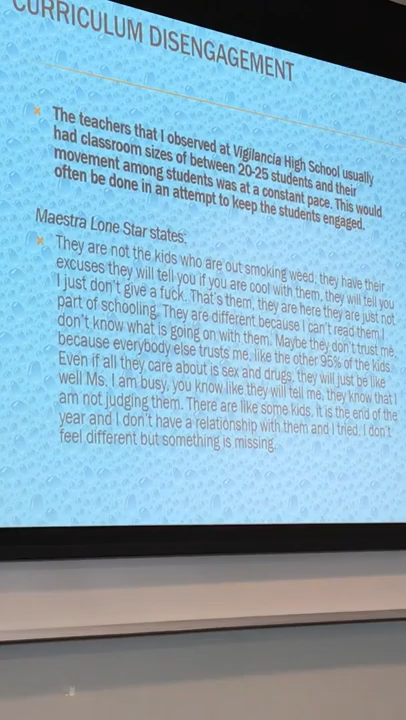 CURRICULUM DISENGAGEMENT
The teachers that I observed at Vigilancia High School usually
had classroom sizes of between 20-25 students and their
movement among students was at a constant pace. This would
often be done in an attempt to keep the students engaged.
Maestra Lone Star states,
They are not the kids who are out smoking weed, they have their
excuses they will tell you if you are cool with them, they will tell you
I just don't give a fuck. That's them, they are here they are just not
part of schooling. They are different because I can't read them I
don't know what is going on with them. Maybe they don't trust me,
because everybody else trusts me, like the other 95% of the kids.
Even if all they care about is sex and drugs, they will just be like
well Ms, I am busy, you know like they will tell me, they know that I
am not judging them. There are like some kids, it is the end of the
year and I don't have a relationship with them and I tried, I don't
feel different but something is missing.